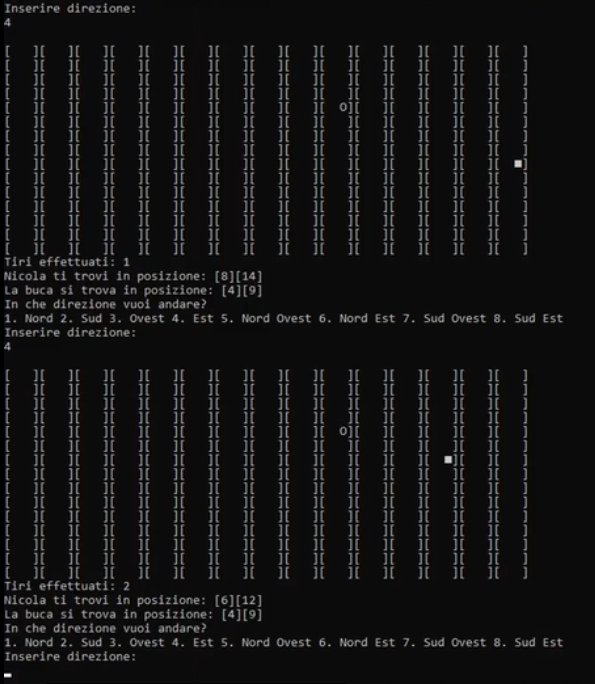 Inserire direzione:
4
[   ][   ][   ][   ][   ][   ][   ][   ][   ][   ][   ][   ][   ][   ][   ]
[   ][   ][   ][   ][   ][   ][   ][   ][   ][   ][   ][   ][   ][   ][   ]
[   ][   ][   ][   ][   ][   ][   ][   ][   ][   ][   ][   ][   ][   ][   ]
[   ][   ][   ][   ][   ][   ][   ][   ][   ][   ][   ][   ][   ][   ][   ]
[   ][   ][   ][   ][   ][   ][   ][   ][   ][  O][   ][   ][   ][   ][   ]
[   ][   ][   ][   ][   ][   ][   ][   ][   ][   ][   ][   ][   ][   ][   ]
[   ][   ][   ][   ][   ][   ][   ][   ][   ][   ][   ][   ][   ][   ][   ]
[   ][   ][   ][   ][   ][   ][   ][   ][   ][   ][   ][   ][   ][   ][   ]
[   ][   ][   ][   ][   ][   ][   ][   ][   ][   ][   ][   ][   ][   ][  ■]
[   ][   ][   ][   ][   ][   ][   ][   ][   ][   ][   ][   ][   ][   ][   ]
[   ][   ][   ][   ][   ][   ][   ][   ][   ][   ][   ][   ][   ][   ][   ]
[   ][   ][   ][   ][   ][   ][   ][   ][   ][   ][   ][   ][   ][   ][   ]
[   ][   ][   ][   ][   ][   ][   ][   ][   ][   ][   ][   ][   ][   ][   ]
[   ][   ][   ][   ][   ][   ][   ][   ][   ][   ][   ][   ][   ][   ][   ]
[   ][   ][   ][   ][   ][   ][   ][   ][   ][   ][   ][   ][   ][   ][   ]
Tiri effettuati: 1
Nicola ti trovi in posizione: [8][14]
La buca si trova in posizione: [4][9]
In che direzione vuoi andare?
1. Nord 2. Sud 3. Ovest 4. Est 5. Nord Ovest 6. Nord Est 7. Sud Ovest 8. Sud Est
Inserire direzione:
4
[   ][   ][   ][   ][   ][   ][   ][   ][   ][   ][   ][   ][   ][   ][   ]
[   ][   ][   ][   ][   ][   ][   ][   ][   ][   ][   ][   ][   ][   ][   ]
[   ][   ][   ][   ][   ][   ][   ][   ][   ][   ][   ][   ][   ][   ][   ]
[   ][   ][   ][   ][   ][   ][   ][   ][   ][   ][   ][   ][   ][   ][   ]
[   ][   ][   ][   ][   ][   ][   ][   ][   ][  O][   ][   ][   ][   ][   ]
[   ][   ][   ][   ][   ][   ][   ][   ][   ][   ][   ][   ][   ][   ][   ]
[   ][   ][   ][   ][   ][   ][   ][   ][   ][   ][   ][   ][  ■][   ][   ]
[   ][   ][   ][   ][   ][   ][   ][   ][   ][   ][   ][   ][   ][   ][   ]
[   ][   ][   ][   ][   ][   ][   ][   ][   ][   ][   ][   ][   ][   ][   ]
[   ][   ][   ][   ][   ][   ][   ][   ][   ][   ][   ][   ][   ][   ][   ]
[   ][   ][   ][   ][   ][   ][   ][   ][   ][   ][   ][   ][   ][   ][   ]
[   ][   ][   ][   ][   ][   ][   ][   ][   ][   ][   ][   ][   ][   ][   ]
[   ][   ][   ][   ][   ][   ][   ][   ][   ][   ][   ][   ][   ][   ][   ]
[   ][   ][   ][   ][   ][   ][   ][   ][   ][   ][   ][   ][   ][   ][   ]
[   ][   ][   ][   ][   ][   ][   ][   ][   ][   ][   ][   ][   ][   ][   ]
Tiri effettuati: 2
Nicola ti trovi in posizione: [6][12]
La buca si trova in posizione: [4][9]
In che direzione vuoi andare?
1. Nord 2. Sud 3. Ovest 4. Est 5. Nord Ovest 6. Nord Est 7. Sud Ovest 8. Sud Est
Inserire direzione: